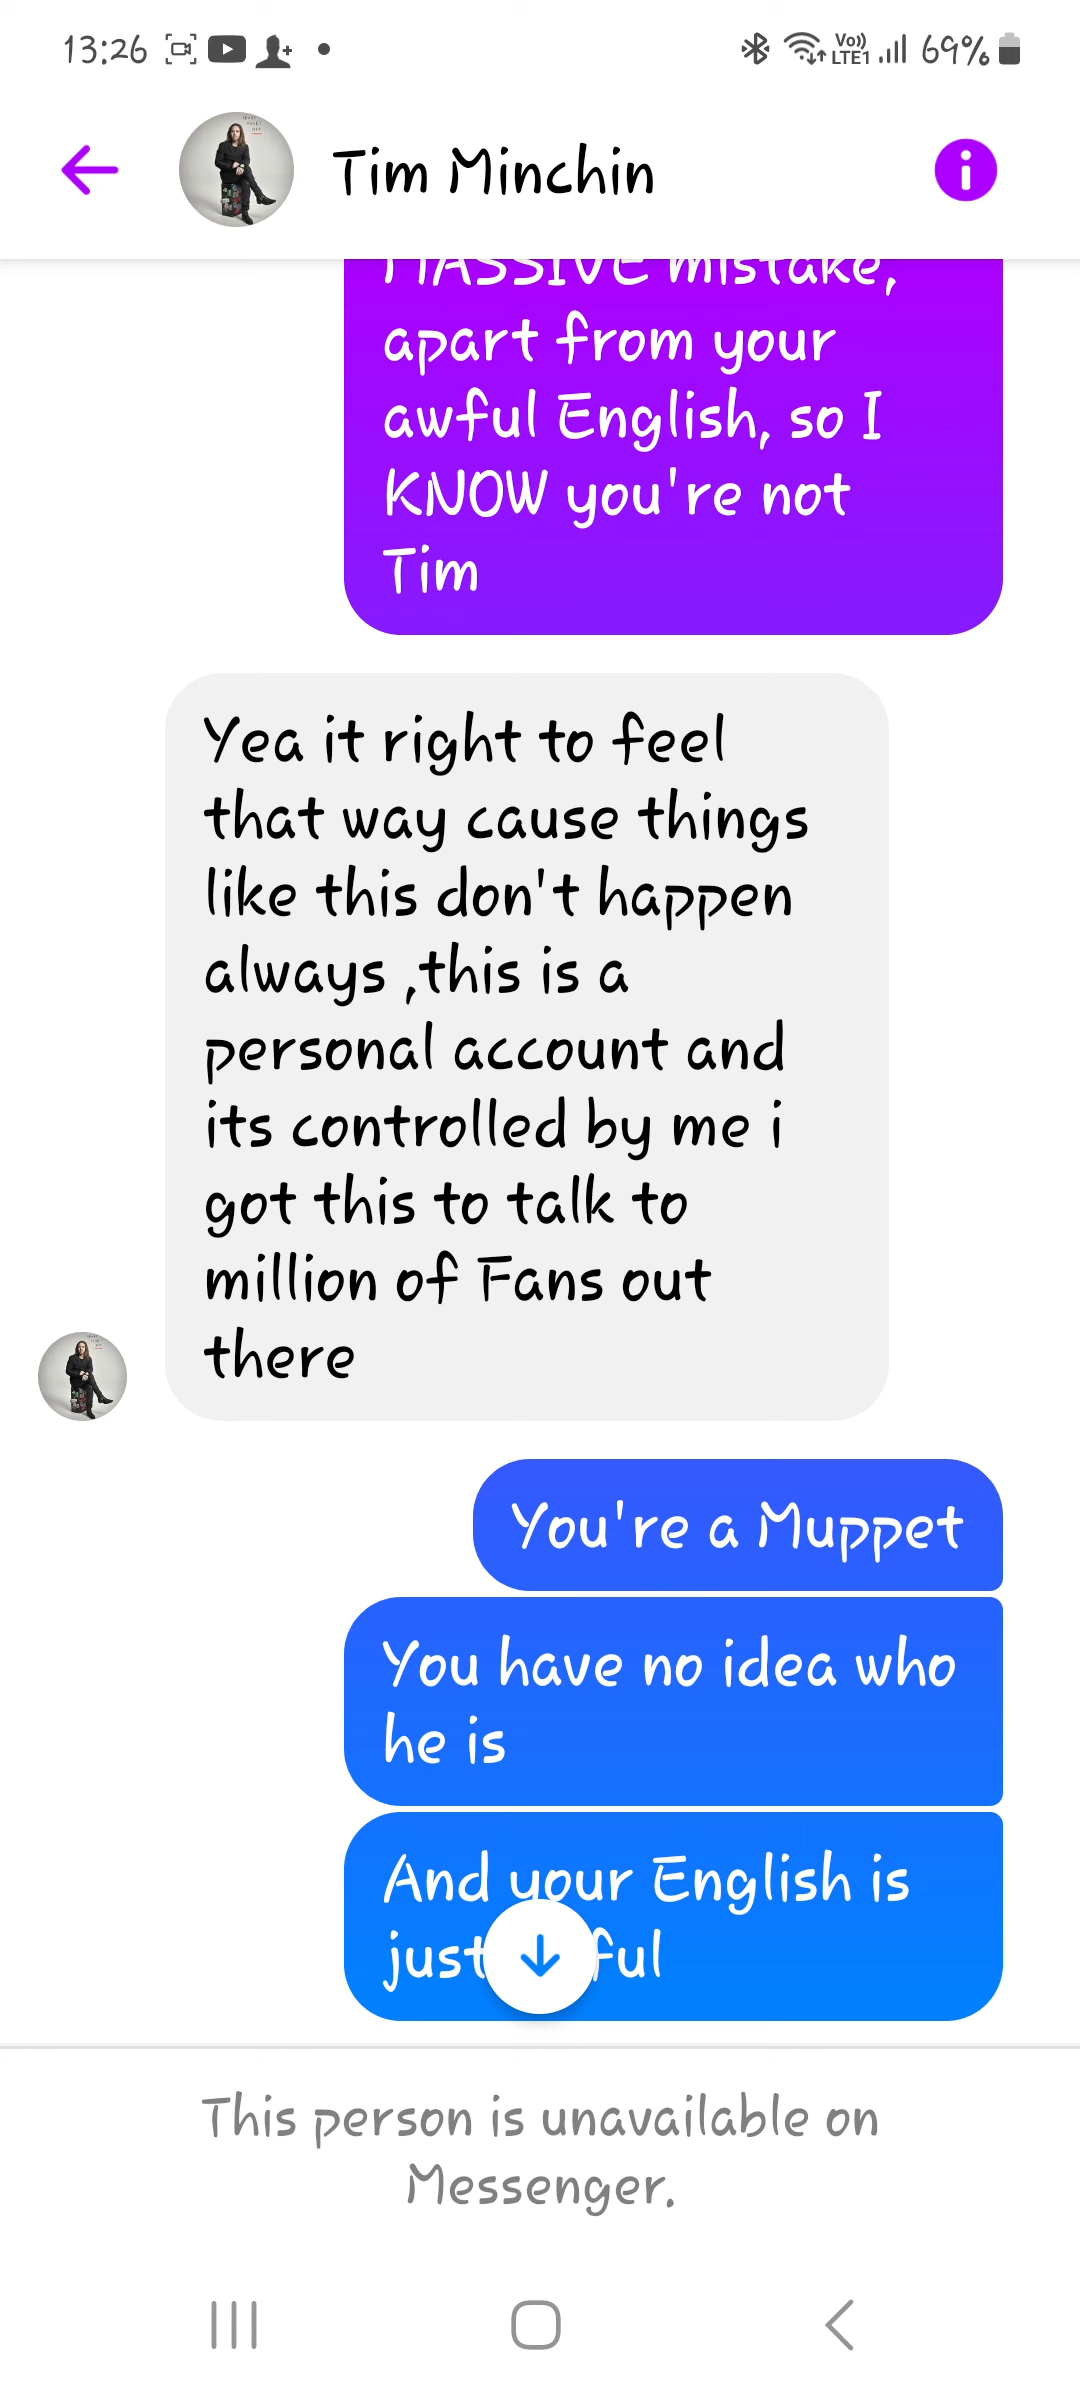 13:26
Vo))
LTE1
69%
Tim Minchin
MASSIVE mistake,
apart from your
awful English, so I
KNOW you're not
Tim
Yea it right to feel
that way cause things
like this don't happen
always ,this is a
personal account and
its controlled by me i
got this to talk to
million of Fans out
there
You're a Muppet
You have no idea who
he is
And your English is
just
This person is unavailable on
Messenger.